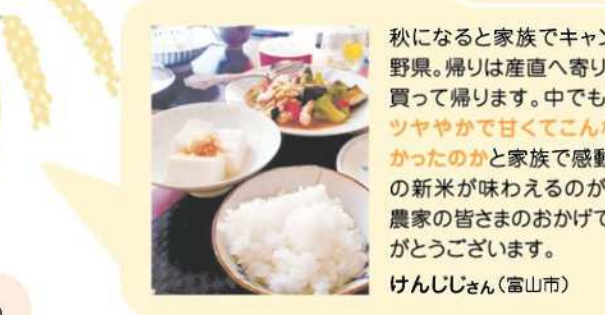 秋になると家族でキャン
野県。帰りは産直へ寄り
買って帰ります。中でも
ツヤやかで甘くてこんな
かったのかと家族で感動
の新米が味わえるのが
農家の皆さまのおかげで
がとうございます。
けんじじさん(富山市)